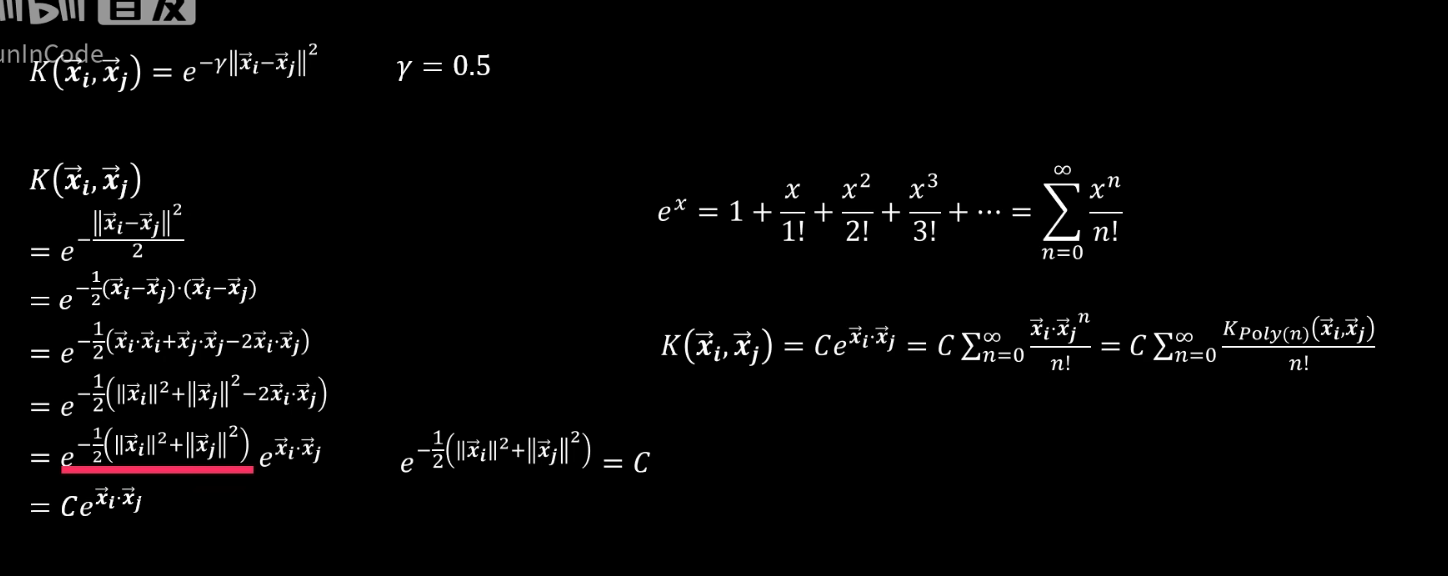 unInCode
K(x⃗ᵢ, x⃗ⱼ) = e^{-γ‖x⃗ᵢ-x⃗ⱼ‖²}    γ = 0.5
K(x⃗ᵢ, x⃗ⱼ)
= e^{-‖x⃗ᵢ-x⃗ⱼ‖²/2}
= e^{-1/2(x⃗ᵢ-x⃗ⱼ)·(x⃗ᵢ-x⃗ⱼ)}
= e^{-1/2(x⃗ᵢ·x⃗ᵢ+x⃗ⱼ·x⃗ⱼ-2x⃗ᵢ·x⃗ⱼ)}
= e^{-1/2(‖x⃗ᵢ‖²+‖x⃗ⱼ‖²-2x⃗ᵢ·x⃗ⱼ)}
= e^{-1/2(‖x⃗ᵢ‖²+‖x⃗ⱼ‖²)} e^{x⃗ᵢ·x⃗ⱼ}    e^{-1/2(‖x⃗ᵢ‖²+‖x⃗ⱼ‖²)} = C
= Ce^{x⃗ᵢ·x⃗ⱼ}
e^x = 1 + x/1! + x²/2! + x³/3! + ⋯ = ∑_{n=0}^{∞} xⁿ/n!
K(x⃗ᵢ, x⃗ⱼ) = Ce^{x⃗ᵢ·x⃗ⱼ} = C ∑_{n=0}^{∞} x⃗ᵢ·x⃗ⱼⁿ/n! = C ∑_{n=0}^{∞} K_{Poly(n)}(x⃗ᵢ,x⃗ⱼ)/n!